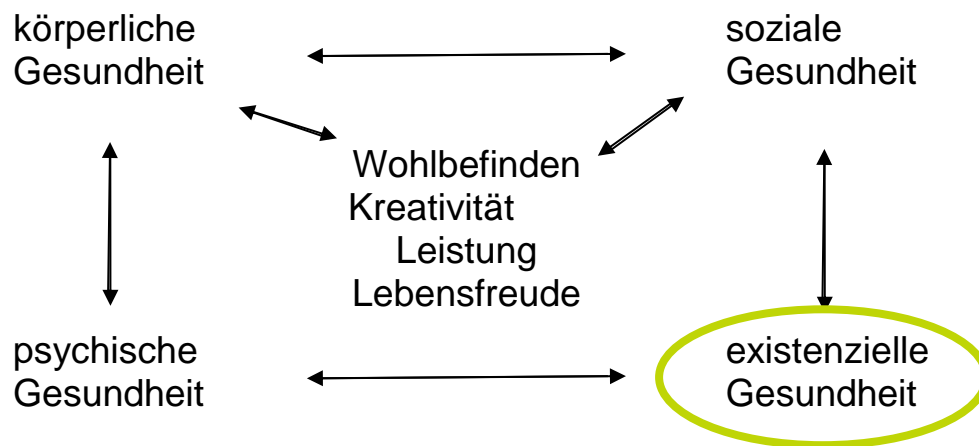 körperliche
Gesundheit
soziale
Gesundheit
Wohlbefinden
Kreativität
Leistung
Lebensfreude
psychische
Gesundheit
existenzielle
Gesundheit